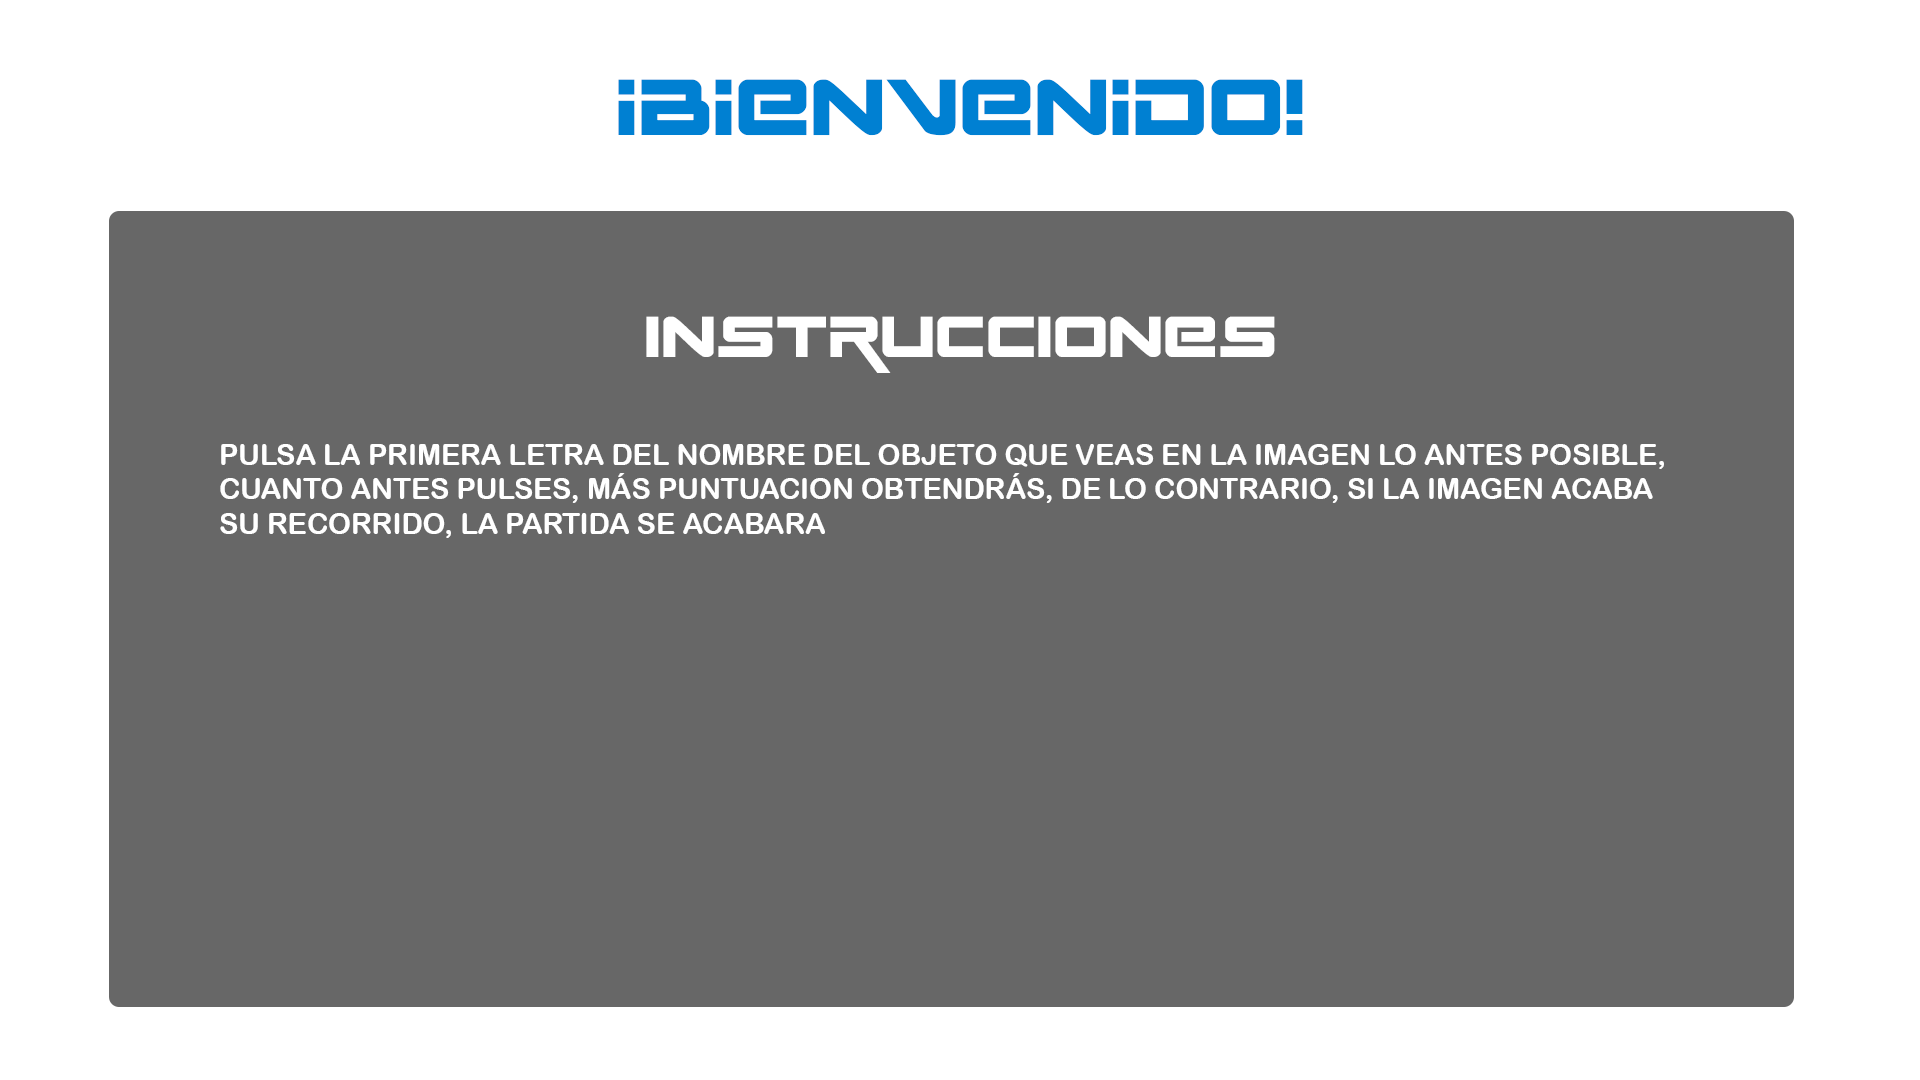 ¡BIENVENIDO!
INSTRUCCIONES
PULSA LA PRIMERA LETRA DEL NOMBRE DEL OBJETO QUE VEAS EN LA IMAGEN LO ANTES POSIBLE,
CUANTO ANTES PULSES, MÁS PUNTUACION OBTENDRÁS, DE LO CONTRARIO, SI LA IMAGEN ACABA
SU RECORRIDO, LA PARTIDA SE ACABARA